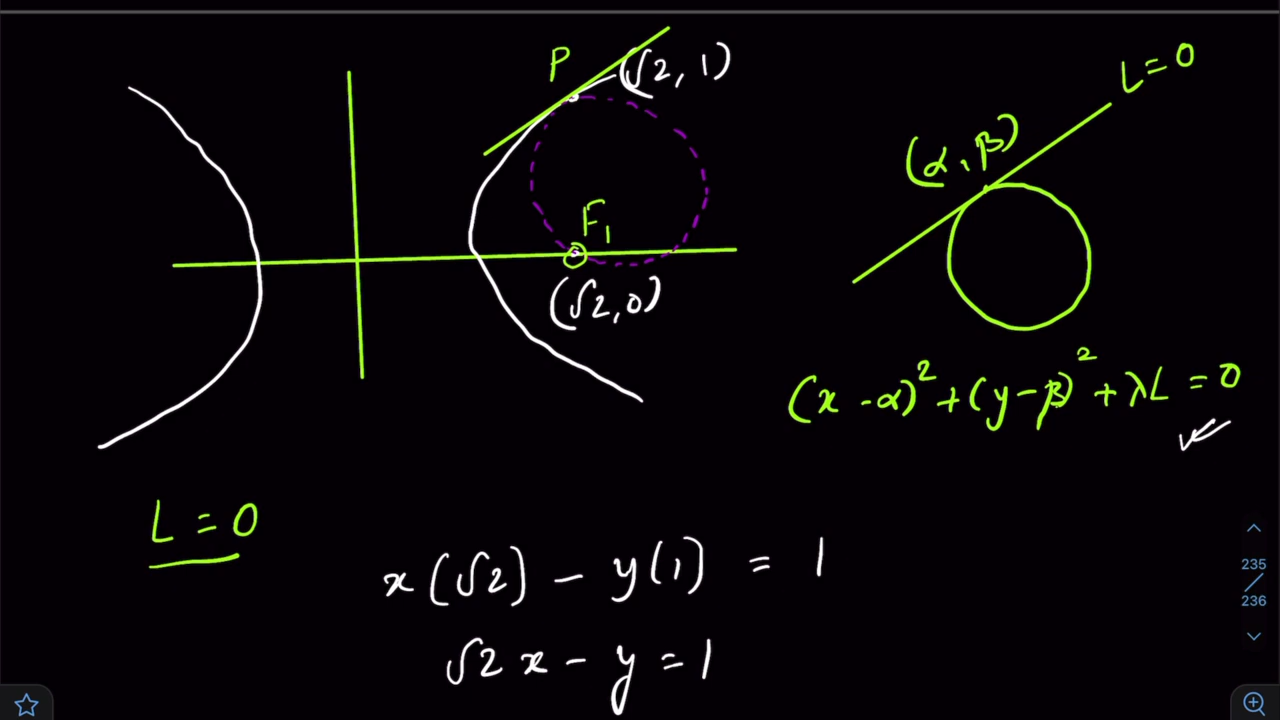 P
(√2, 1)
L=0
(α, β)
F₁
(√2, 0)
(x - α)² + (y - β)² + λL = 0
L = 0
x(√2) - y(1) = 1
√2 x - y = 1
235
236